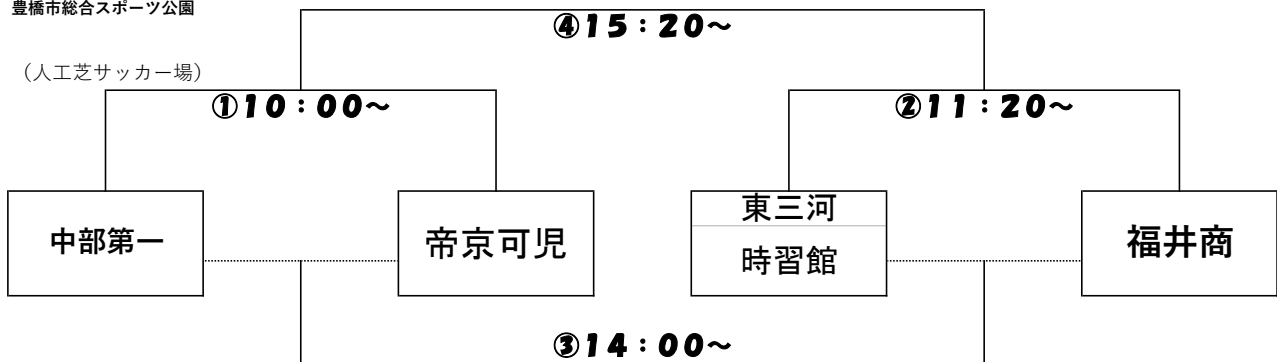 豊橋市総合スポーツ公園
④15：20～
（人工芝サッカー場）
①10：00～
②11：20～
中部第一
帝京可児
東三河
時習館
福井商
③14：00～